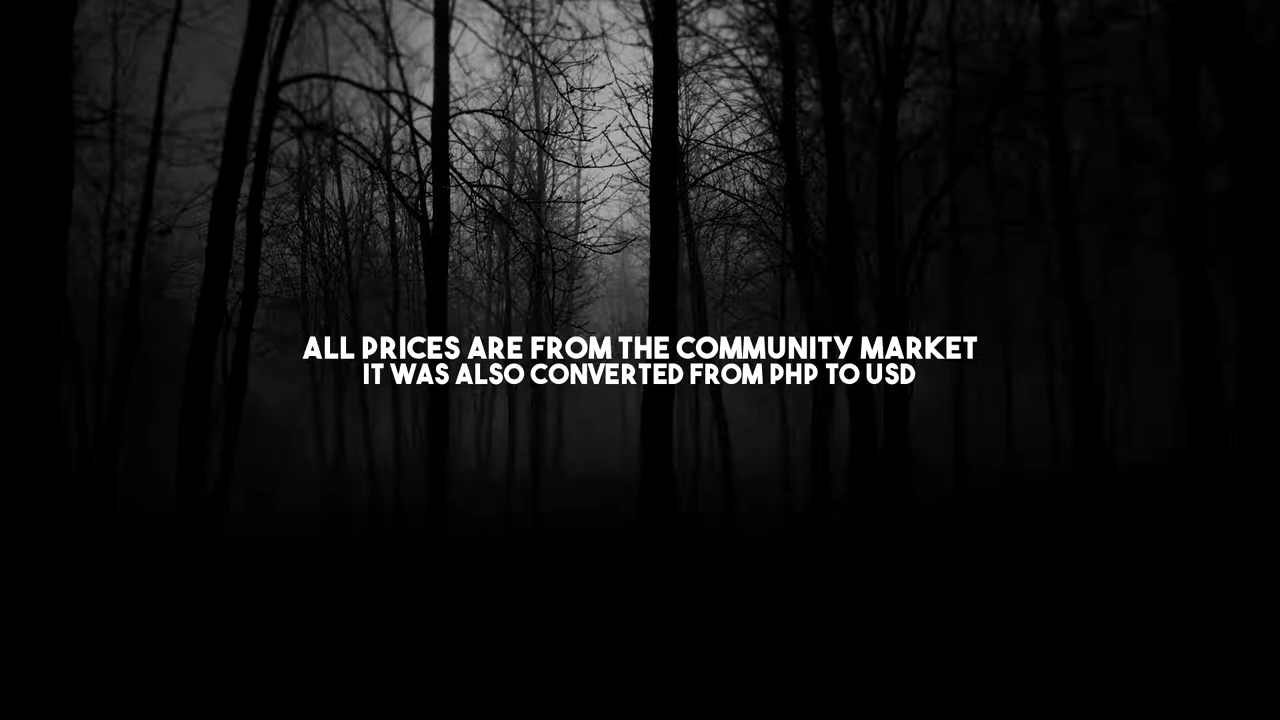 ALL PRICES ARE FROM THE COMMUNITY MARKET
IT WAS ALSO CONVERTED FROM PHP TO USD